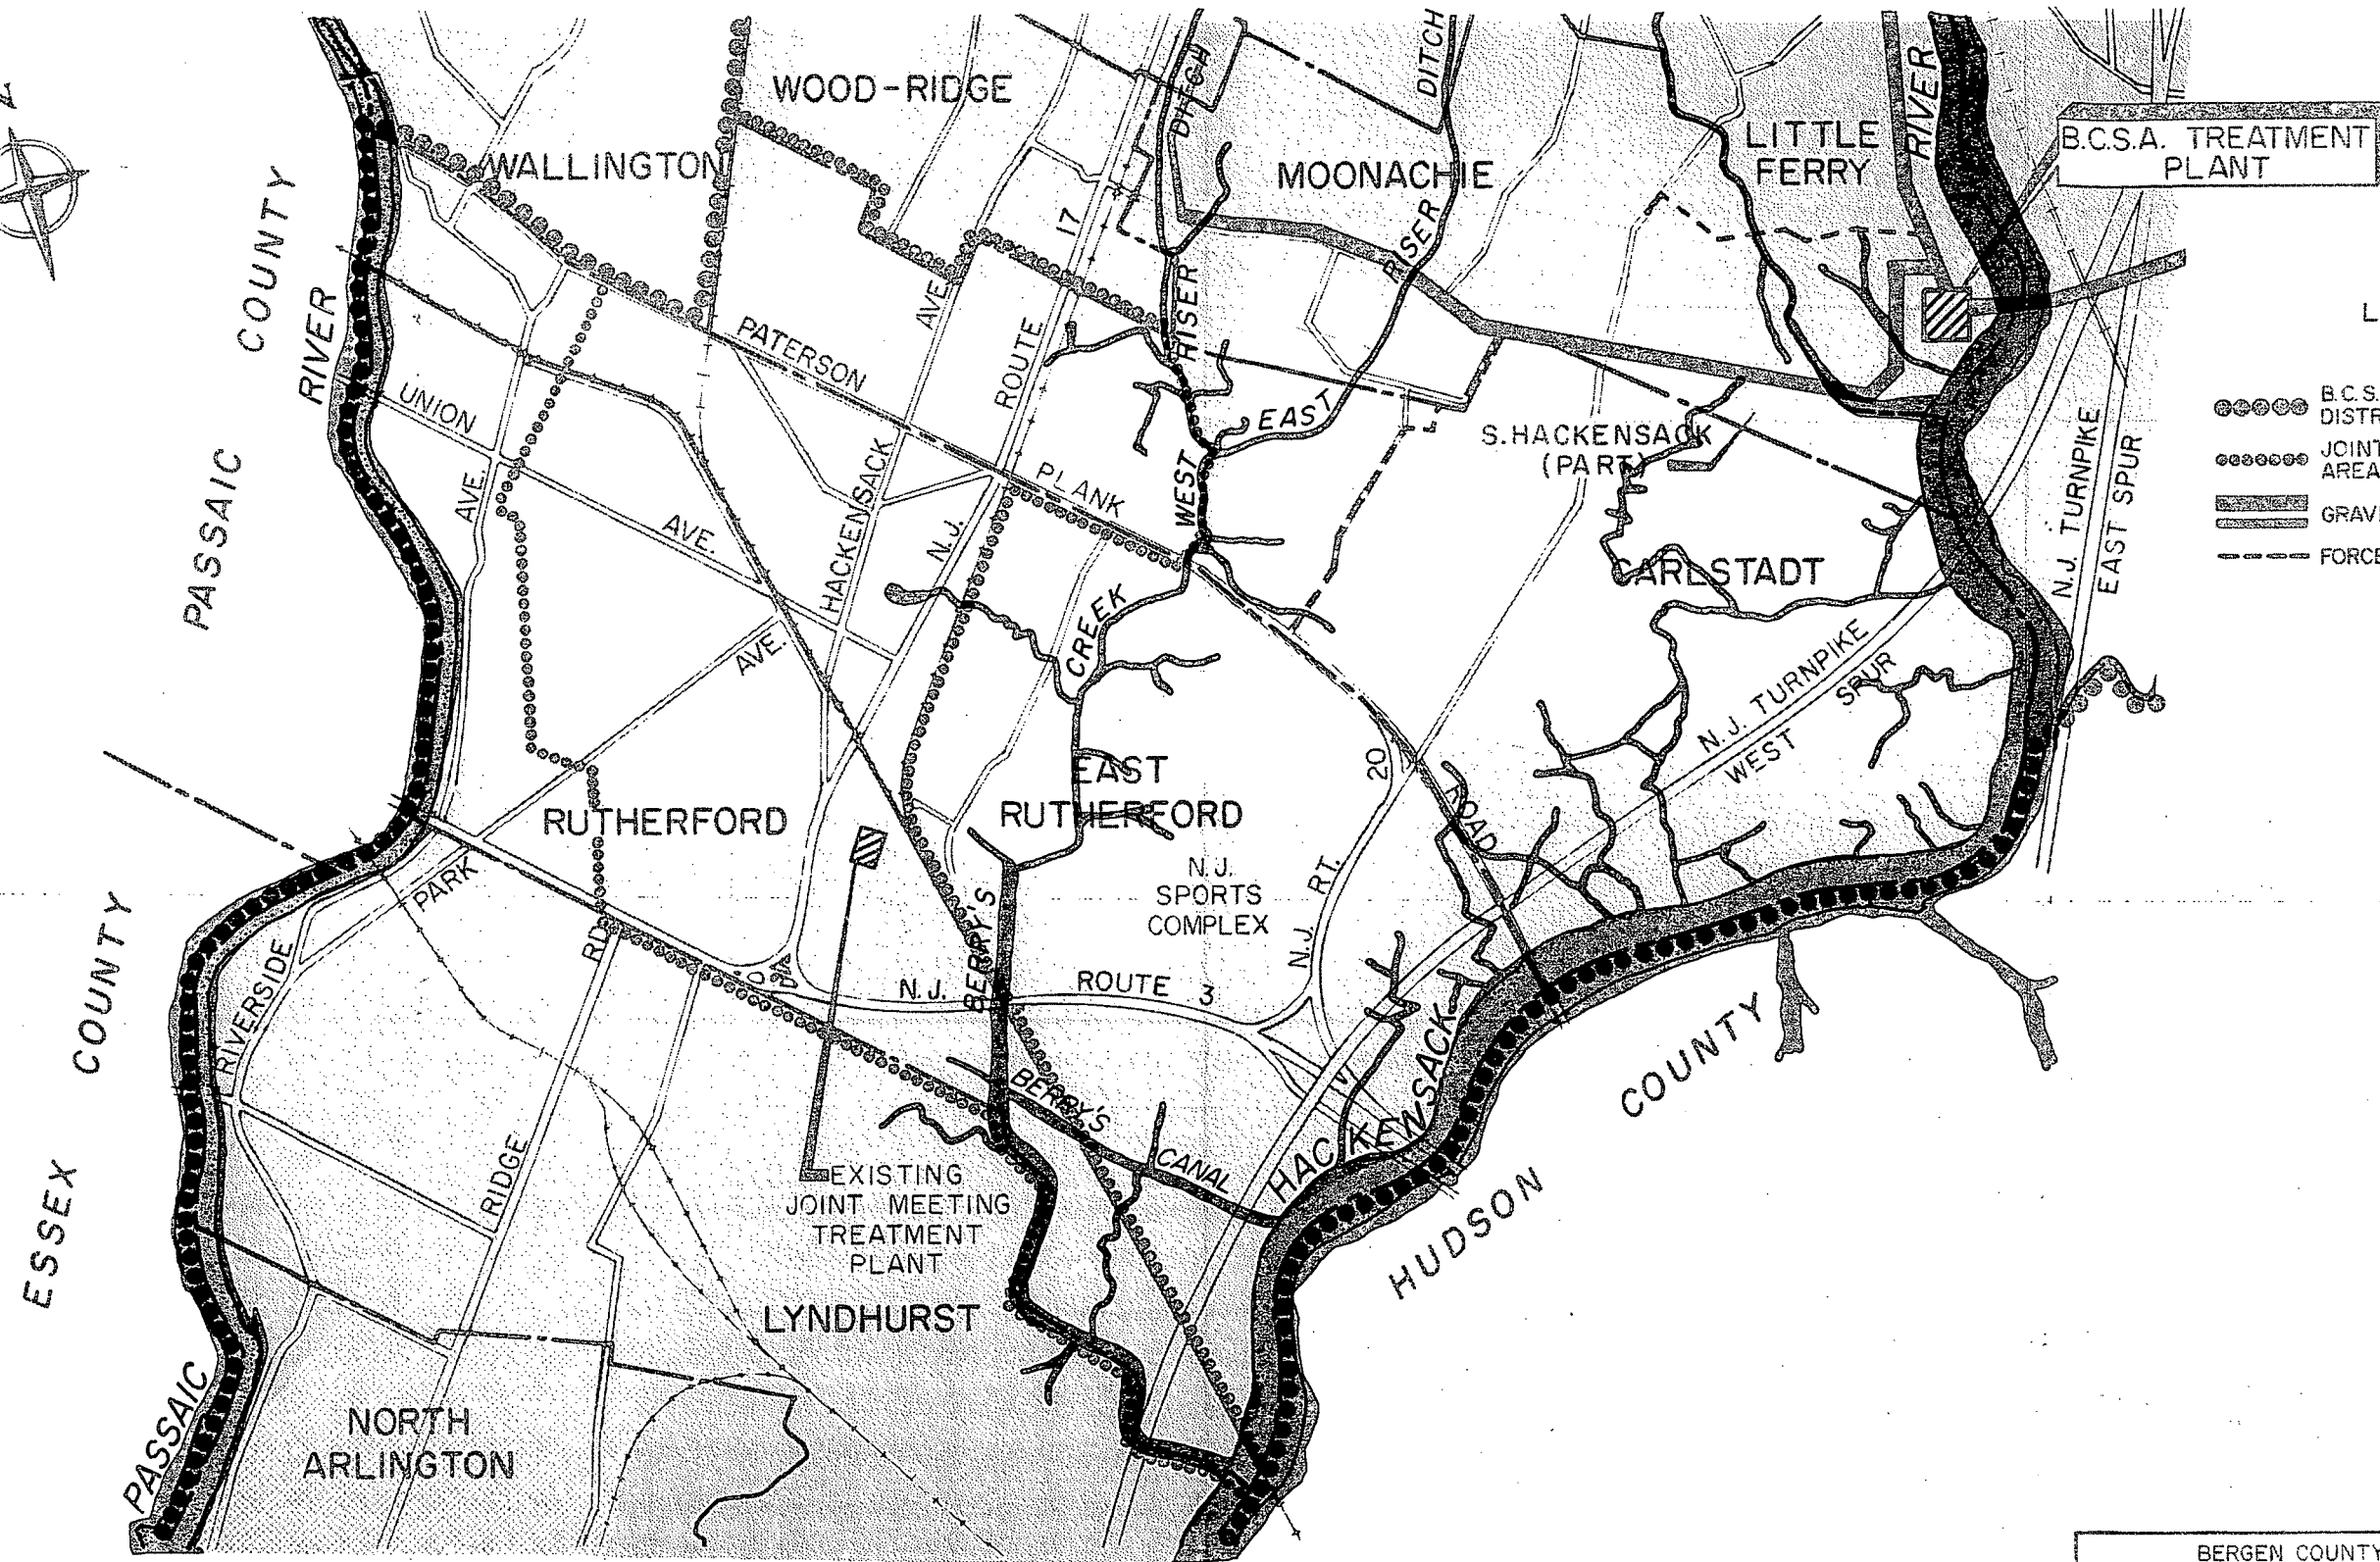 WOOD-RIDGE
WALLINGTON
DITCH
DITCH
MOONACHIE
LITTLE
FERRY
RIVER
B.C.S.A. TREATMENT
PLANT
COUNTY
RIVER
PASSAIC
17
RISER
RISER
AVE.
PATERSON
ROUTE
UNION
AVE.
AVE.
HACKENSACK
N.J.
PLANK
WEST
EAST
S. HACKENSACK
(PART)
N.J. TURNPIKE
EAST SPUR
L
B.C.S.
DISTR
JOINT
AREA
GRAV
FORCE
CARLSTADT
CREEK
AVE.
N.J. TURNPIKE
WEST
SPUR
EAST
RUTHERFORD
RUTHERFORD
20
ROAD
N.J.
SPORTS
COMPLEX
N.J. RT.
PARK
RD.
COUNTY
ESSEX
RIVERSIDE
BERRY'S
N.J. ROUTE 3
HACKENSACK
COUNTY
HUDSON
BERRY'S
CANAL
RIDGE
EXISTING
JOINT MEETING
TREATMENT
PLANT
LYNDHURST
PASSAIC
NORTH
ARLINGTON
BERGEN COUNTY